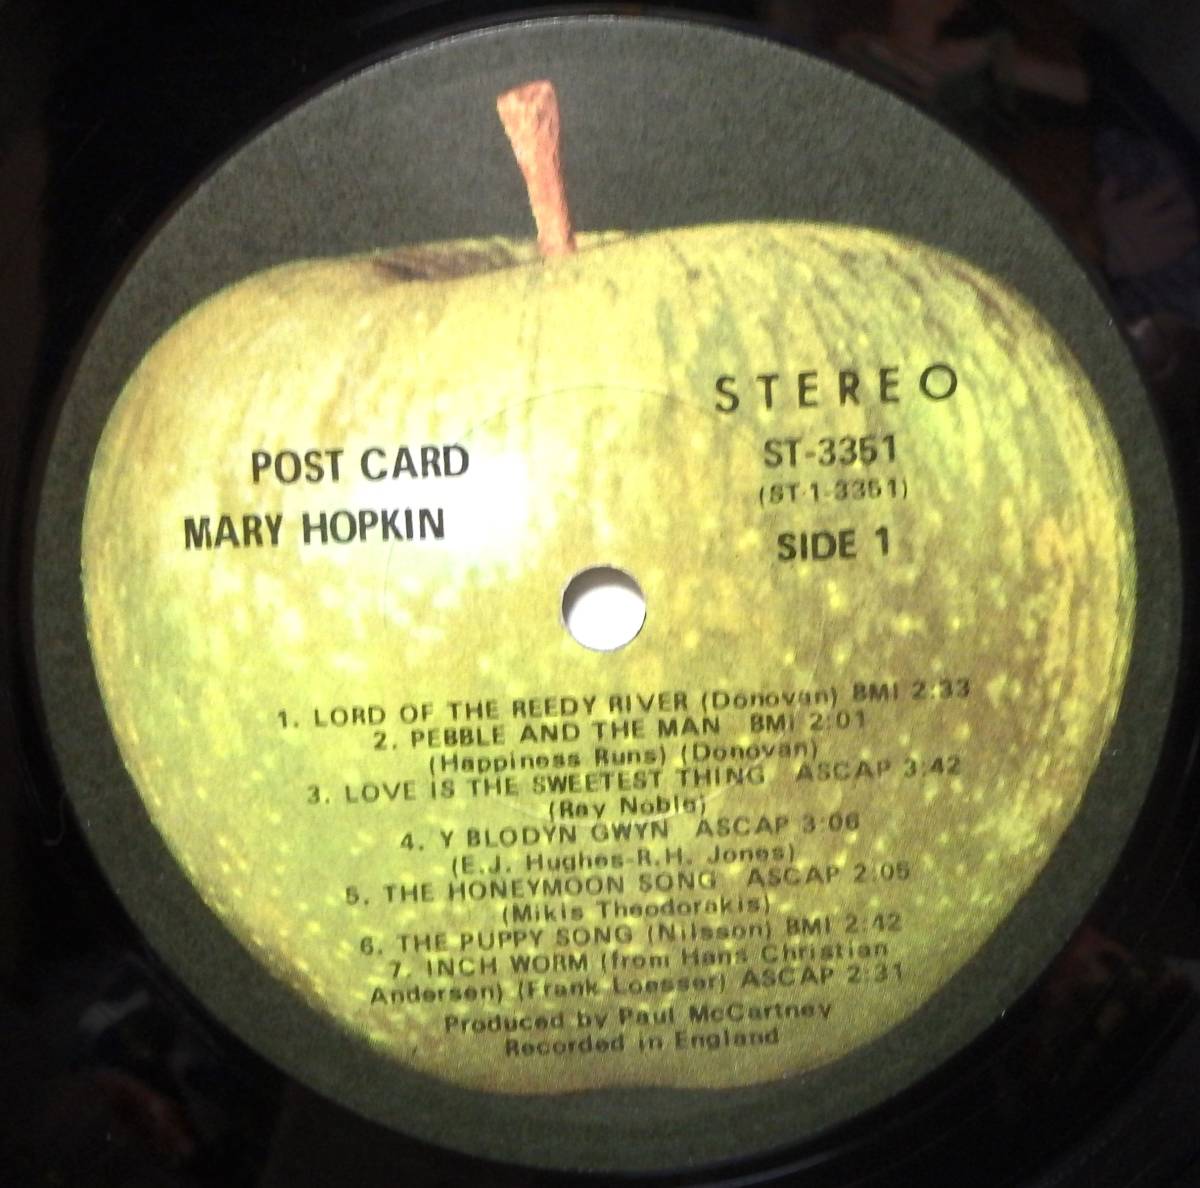 STEREO
POST CARD
MARY HOPKIN
ST-3351
(ST-1-3351)
SIDE 1
1. LORD OF THE REEDY RIVER (Donovan) BMI 2:33
2. PEBBLE AND THE MAN BMI 2:01
(Happiness Runs) (Donovan)
3. LOVE IS THE SWEETEST THING ASCAP 3:42
(Ray Noble)
4. Y BLODYN GWYN ASCAP 3:06
(E.J. Hughes-R.H. Jones)
5. THE HONEYMOON SONG ASCAP 2:05
(Mikis Theodorakis)
6. THE PUPPY SONG (Nilsson) BMI 2:42
7. INCH WORM (from Hans Christian
Andersen) (Frank Loesser) ASCAP 2:31
Produced by Paul McCartney
Recorded in England